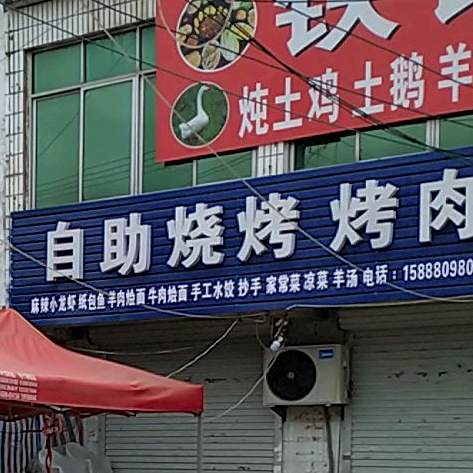 炖土鸡土鹅羊
自助烧烤 烤肉
麻辣小龙虾 纸包鱼 羊肉烩面 牛肉烩面 手工水饺 抄手 家常菜 凉菜 羊汤 电话:15888098